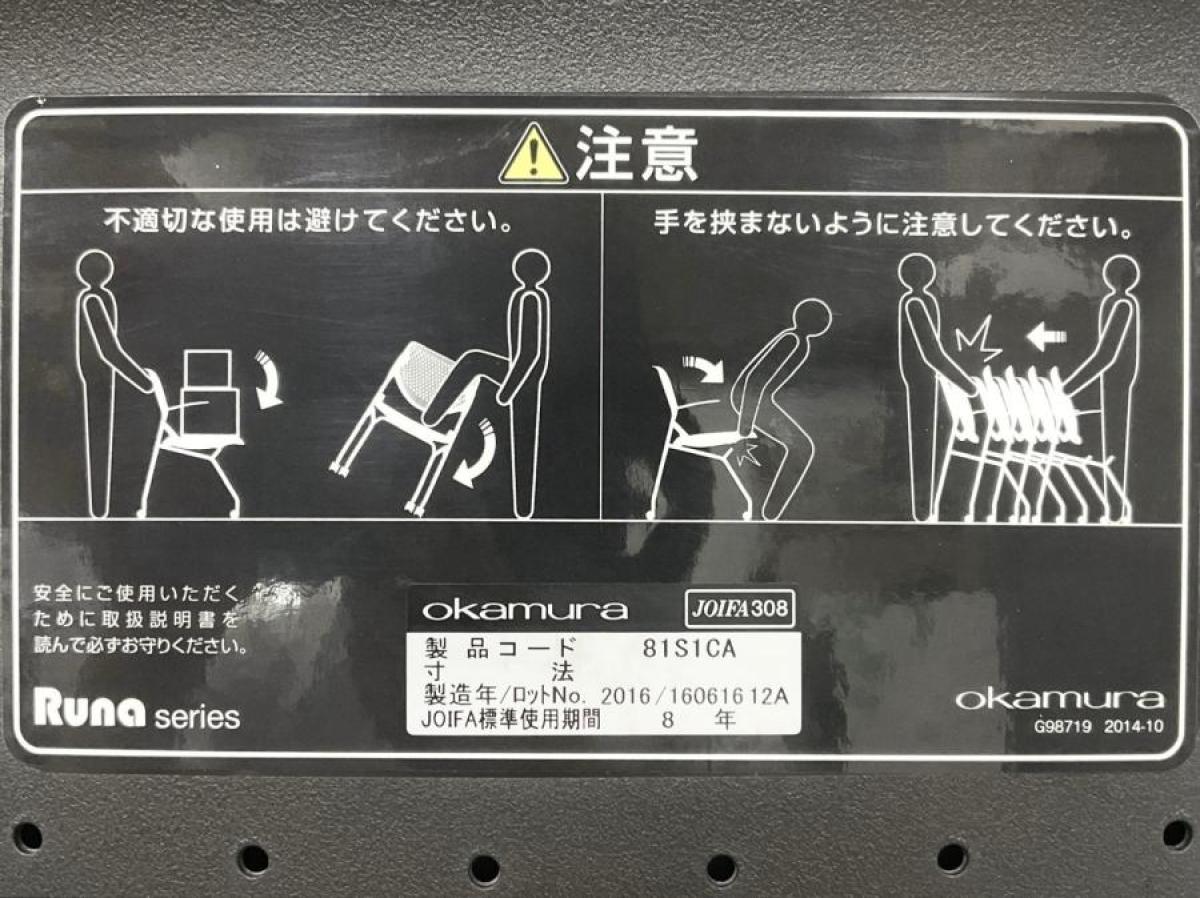 注意
不適切な使用は避けてください。
手を挟まないように注意してください。
安全にご使用いただく
ために取扱説明書を
読んで必ずお守りください。
Runa series
okamura JOIFA308
製品コード 81S1CA
寸法
製造年/ロットNo. 2016/16061612A
JOIFA標準使用期間 8 年
okamura
G98719 2014-10